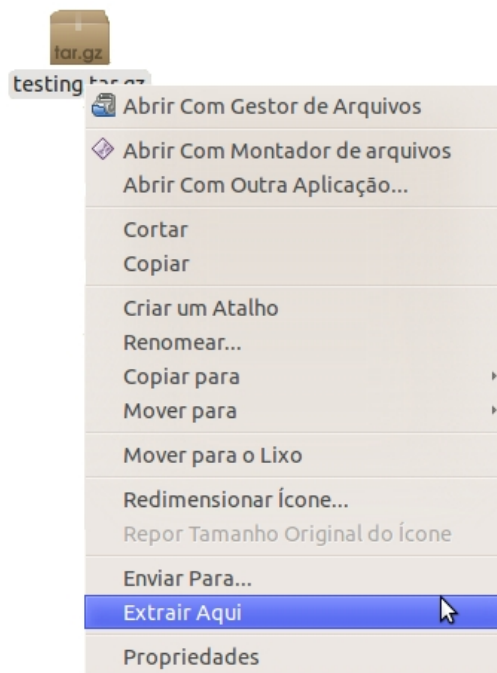 tar.gz
testing.tar.gz
Abrir Com Gestor de Arquivos
Abrir Com Montador de arquivos
Abrir Com Outra Aplicação...
Cortar
Copiar
Criar um Atalho
Renomear...
Copiar para
Mover para
Mover para o Lixo
Redimensionar Ícone...
Repor Tamanho Original do Ícone
Enviar Para...
Extrair Aqui
Propriedades